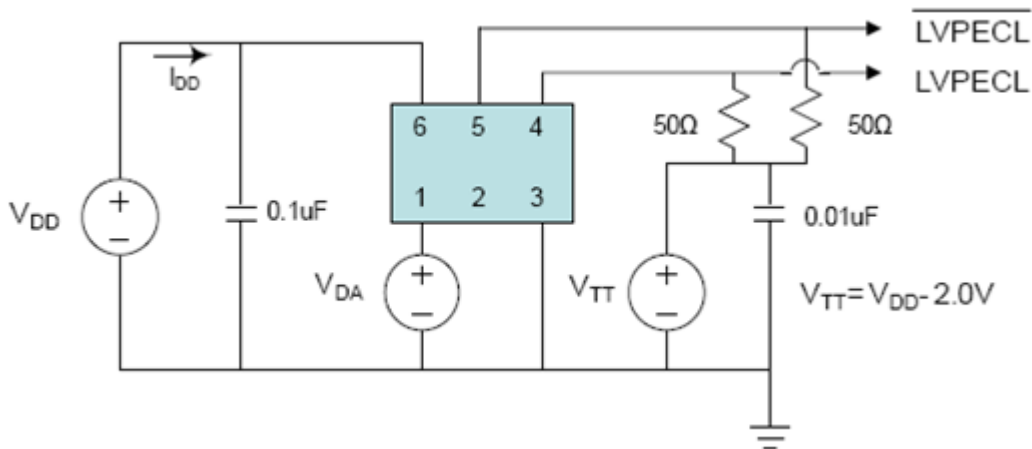 LVPECL
I_DD
LVPECL
6 5 4
50Ω 50Ω
1 2 3
V_DD
0.1uF
0.01uF
V_DA
V_TT
V_TT=V_DD-2.0V
+
−
+
−
+
−